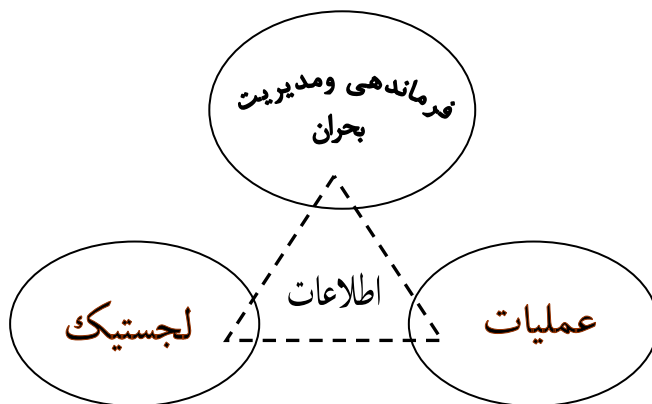 فرماندهی ومدیریت
بحران
اطلاعات
عملیات
لجستیک